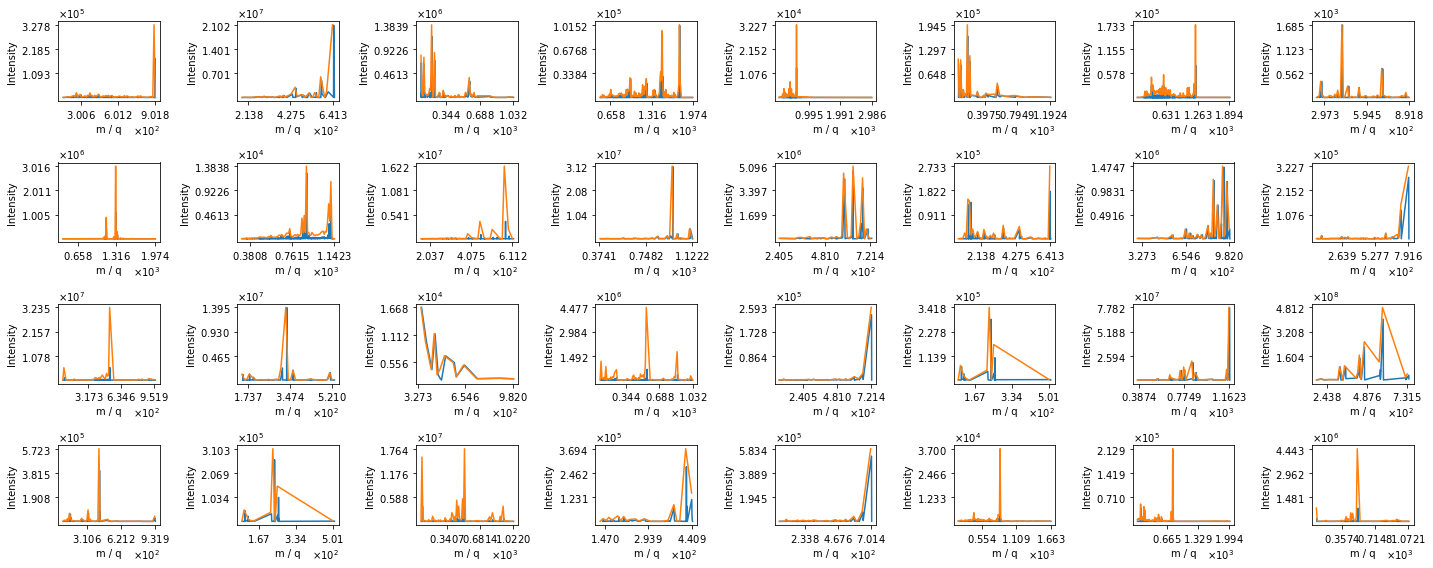 ×10⁵
3.278
2.185
1.093
Intensity
3.006 6.012 9.018
m / q ×10²
×10⁷
2.102
1.401
0.701
Intensity
2.138 4.275 6.413
m / q ×10²
×10⁶
1.3839
0.9226
0.4613
Intensity
0.344 0.688 1.032
m / q ×10³
×10⁵
1.0152
0.6768
0.3384
Intensity
0.658 1.316 1.974
m / q ×10³
×10⁴
3.227
2.152
1.076
Intensity
0.995 1.991 2.986
m / q ×10³
×10⁵
1.945
1.297
0.648
Intensity
0.3975 0.7949 1.1924
m / q ×10³
×10⁵
1.733
1.155
0.578
Intensity
0.631 1.263 1.894
m / q ×10³
×10³
1.685
1.123
0.562
Intensity
2.973 5.945 8.918
m / q ×10²
×10⁶
3.016
2.011
1.005
Intensity
0.658 1.316 1.974
m / q ×10³
×10⁴
1.3838
0.9226
0.4613
Intensity
0.3808 0.7615 1.1423
m / q ×10³
×10⁷
1.622
1.081
0.541
Intensity
2.037 4.075 6.112
m / q ×10²
×10⁷
3.12
2.08
1.04
Intensity
0.3741 0.7482 1.1222
m / q ×10³
×10⁶
5.096
3.397
1.699
Intensity
2.405 4.810 7.214
m / q ×10²
×10⁵
2.733
1.822
0.911
Intensity
2.138 4.275 6.413
m / q ×10²
×10⁶
1.4747
0.9831
0.4916
Intensity
3.273 6.546 9.820
m / q ×10²
×10⁵
3.227
2.152
1.076
Intensity
2.639 5.277 7.916
m / q ×10²
×10⁷
3.235
2.157
1.078
Intensity
3.173 6.346 9.519
m / q ×10²
×10⁷
1.395
0.930
0.465
Intensity
1.737 3.474 5.210
m / q ×10²
×10⁴
1.668
1.112
0.556
Intensity
3.273 6.546 9.820
m / q ×10²
×10⁶
4.477
2.984
1.492
Intensity
0.344 0.688 1.032
m / q ×10³
×10⁵
2.593
1.728
0.864
Intensity
2.405 4.810 7.214
m / q ×10²
×10⁵
3.418
2.278
1.139
Intensity
1.67 3.34 5.01
m / q ×10²
×10⁷
7.782
5.188
2.594
Intensity
0.3874 0.7749 1.1623
m / q ×10³
×10⁸
4.812
3.208
1.604
Intensity
2.438 4.876 7.315
m / q ×10²
×10⁵
5.723
3.815
1.908
Intensity
3.106 6.212 9.319
m / q ×10²
×10⁵
3.103
2.069
1.034
Intensity
1.67 3.34 5.01
m / q ×10²
×10⁷
1.764
1.176
0.588
Intensity
0.3407 0.6814 1.0220
m / q ×10³
×10⁵
3.694
2.462
1.231
Intensity
1.470 2.939 4.409
m / q ×10²
×10⁵
5.834
3.889
1.945
Intensity
2.338 4.676 7.014
m / q ×10²
×10⁴
3.700
2.466
1.233
Intensity
0.554 1.109 1.663
m / q ×10³
×10⁵
2.129
1.419
0.710
Intensity
0.665 1.329 1.994
m / q ×10³
×10⁶
4.443
2.962
1.481
Intensity
0.3574 0.7148 1.0721
m / q ×10³